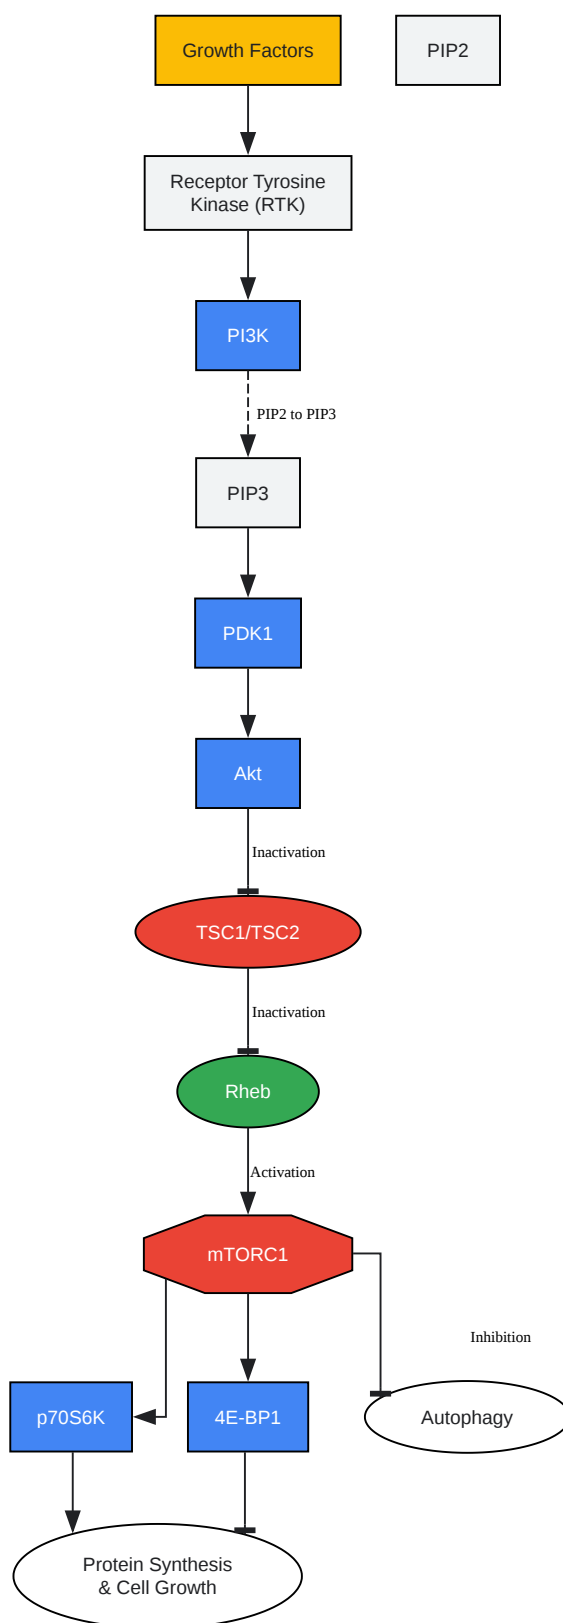 Growth Factors
PIP2
Receptor Tyrosine
Kinase (RTK)
PI3K
PIP2 to PIP3
PIP3
PDK1
Akt
Inactivation
TSC1/TSC2
Inactivation
Rheb
Activation
mTORC1
Inhibition
p70S6K
4E-BP1
Autophagy
Protein Synthesis
& Cell Growth